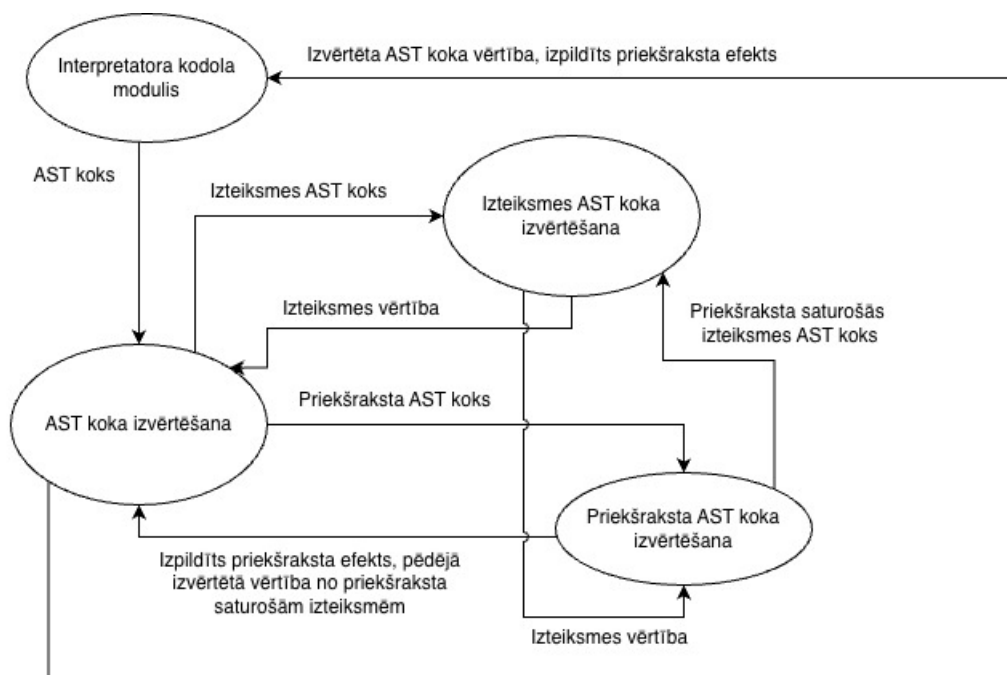 Izvērtēta AST koka vērtība, izpildīts priekšraksta efekts
Interpretatora kodola
modulis
AST koks
Izteiksmes AST koks
Izteiksmes AST koka
izvērtēšana
Izteiksmes vērtība
Priekšraksta saturošās
izteiksmes AST koks
Priekšraksta AST koks
AST koka izvērtēšana
Priekšraksta AST koka
izvērtēšana
Izpildīts priekšraksta efekts, pēdējā
izvērtētā vērtība no priekšraksta
saturošām izteiksmēm
Izteiksmes vērtība